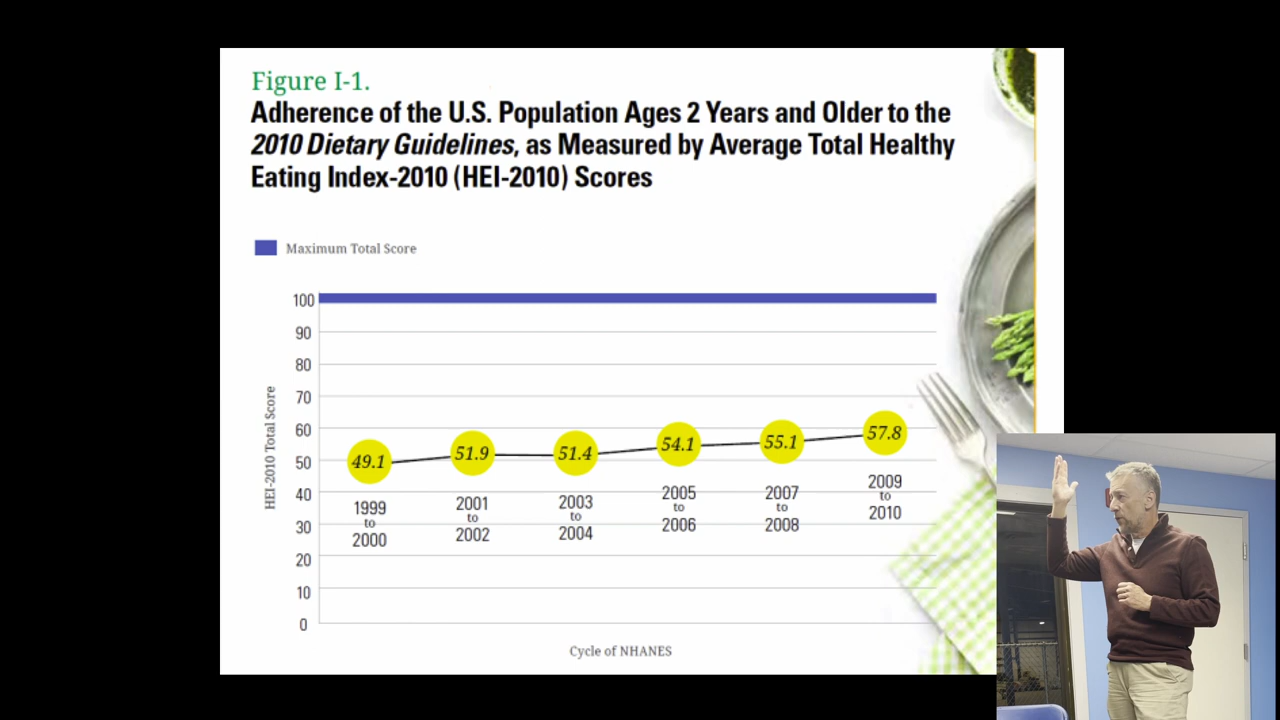 Figure I-1.
Adherence of the U.S. Population Ages 2 Years and Older to the
2010 Dietary Guidelines, as Measured by Average Total Healthy
Eating Index-2010 (HEI-2010) Scores
Maximum Total Score
HEI-2010 Total Score
100
90
80
70
60
50
40
30
20
10
0
49.1
51.9
51.4
54.1
55.1
57.8
1999
to
2000
2001
to
2002
2003
to
2004
2005
to
2006
2007
to
2008
2009
to
2010
Cycle of NHANES